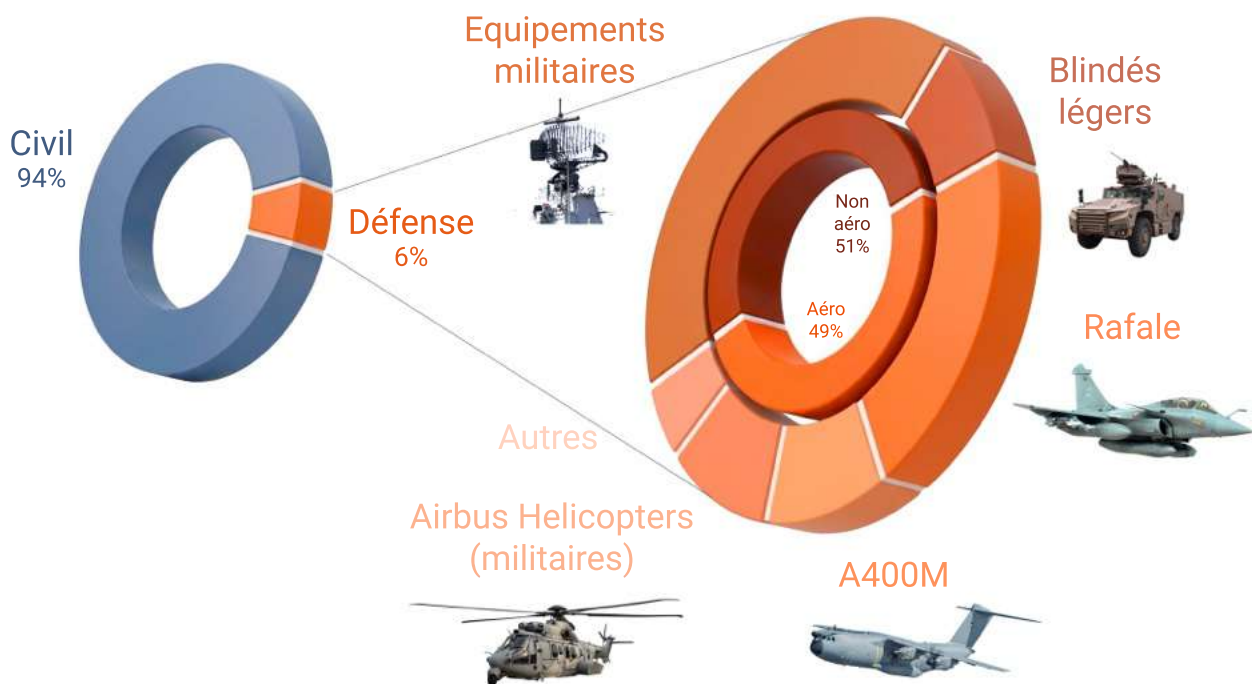 Equipements
militaires
Blindés
légers
Civil
94%
Défense
6%
Non
aéro
51%
Aéro
49%
Rafale
Autres
Airbus Helicopters
(militaires)
A400M